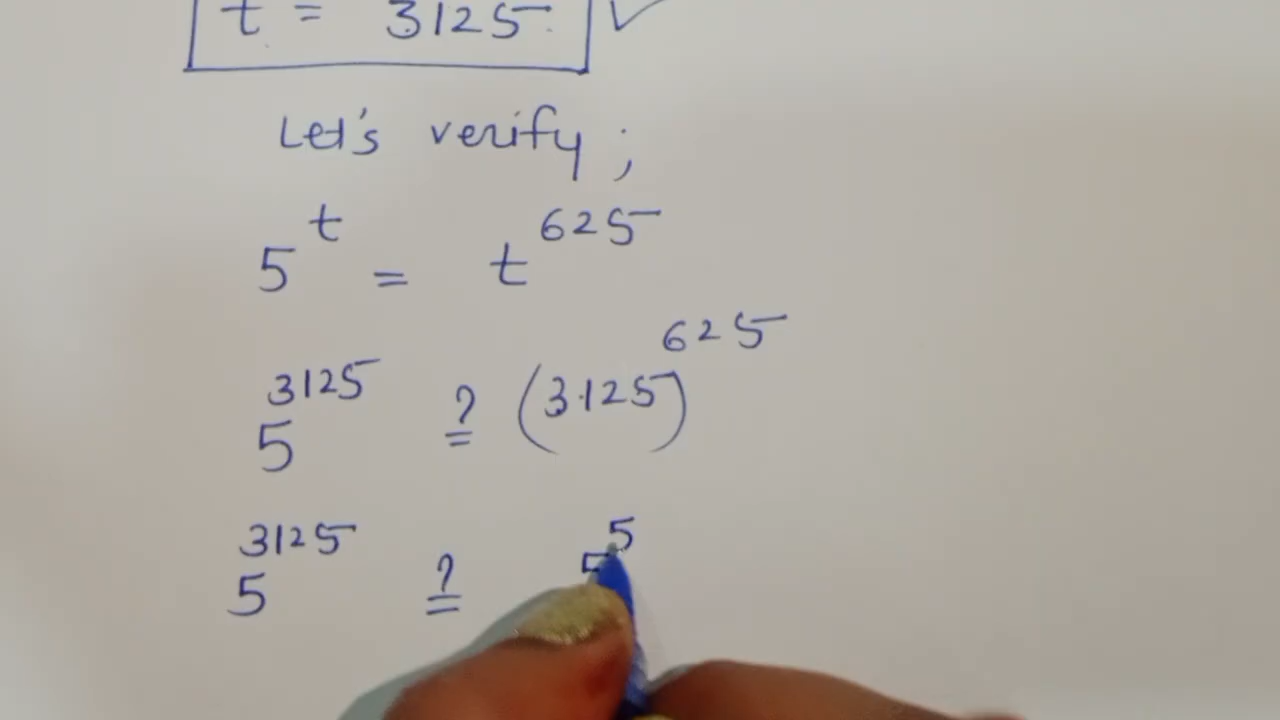 t = 3125
Let's verify ;
5^t = t^625
5^3125 ≟ (3125)^625
5^3125 ≟ 5^5